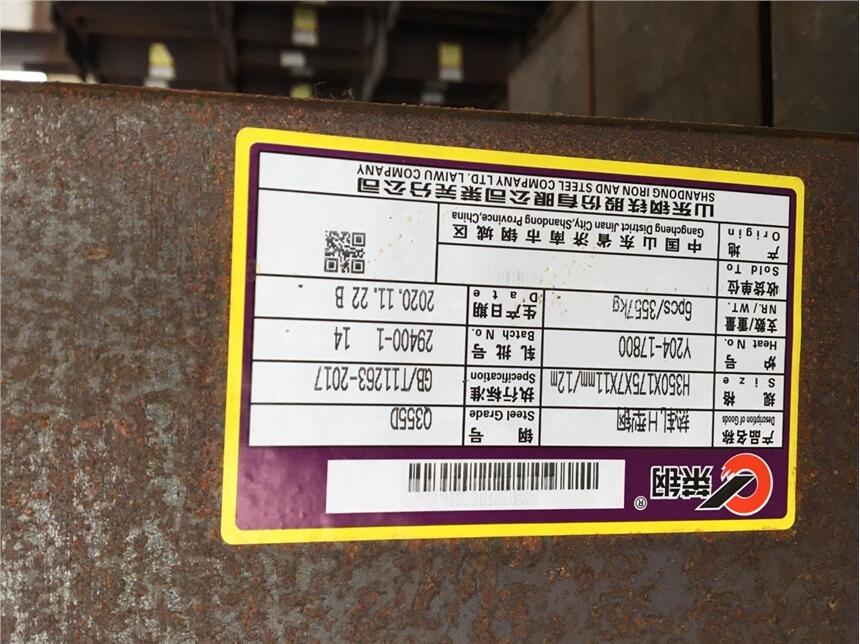 莱钢®
产品名称 热轧H型钢 钢号 Q355D
Description of Goods Steel Grade
规格 H350X175X7X11mm/12m 执行标准 GB/T11263-2017
Size Specification
炉号 Y204-17800 轧批号 29400-1 14
Heat No. Batch No.
支数/重量 6pcs/3557kg 生产日期 2020.11.22 B
NR./WT. Date
收货单位
Sold To
产地 中国山东省济南市钢城区
Origin Gangcheng District Jinan City,Shandong Province,China
山东钢铁股份有限公司莱芜分公司
SHANDONG IRON AND STEEL COMPANY LTD. LAIWU COMPANY